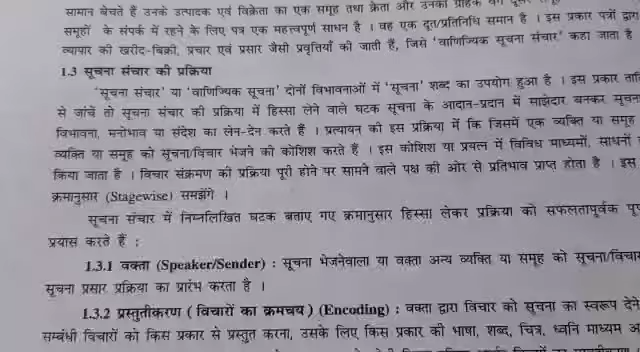 सामान बेचते हैं उनके उत्पादक एवं विक्रेता का एक समूह तथा क्रेता और उनका ग्राहक वर्ग दूसरा
समूहों के संपर्क में रहने के लिए पत्र एक महत्त्वपूर्ण साधन है । वह एक दूत/प्रतिनिधि समान है । इस प्रकार पत्रों द्वारा
व्यापार की खरीद-बिक्री, प्रचार एवं प्रसार जैसी प्रवृत्तियाँ की जाती हैं, जिसे 'वाणिज्यिक सूचना संचार' कहा जाता है
1.3 सूचना संचार की प्रक्रिया
'सूचना संचार' या 'वाणिज्यिक सूचना' दोनों विभावनाओं में 'सूचना' शब्द का उपयोग हुआ है । इस प्रकार
से जांचें तो सूचना संचार की प्रक्रिया में हिस्सा लेने वाले घटक सूचना के आदान-प्रदान में साझेदार बनकर सूचना
विभावना, मनोभाव या संदेश का लेन-देन करते हैं । प्रत्यायन की इस प्रक्रिया में कि जिसमें एक व्यक्ति या समूह
व्यक्ति या समूह को सूचना/विचार भेजने की कोशिश करते हैं । इस कोशिश या प्रयत्न में विविध माध्यमों, साधनों
किया जाता है । विचार संक्रमण की प्रक्रिया पूरी होने पर सामने वाले पक्ष की ओर से प्रतिभाव प्राप्त होता है । इस
क्रमानुसार (Stagewise) समझेंगे ।
सूचना संचार में निम्नलिखित घटक बताए गए क्रमानुसार हिस्सा लेकर प्रक्रिया को सफलतापूर्वक
प्रयास करते हैं :
1.3.1 वक्ता (Speaker/Sender) : सूचना भेजनेवाला या वक्ता अन्य व्यक्ति या समूह को सूचना/विचार
सूचना प्रसार प्रक्रिया का प्रारंभ करता है ।
1.3.2 प्रस्तुतीकरण ( विचारों का क्रमचय ) (Encoding) : वक्ता द्वारा विचार को सूचना का स्वरूप देने
सम्बंधी विचारों को किस प्रकार से प्रस्तुत करना, उसके लिए किस प्रकार की भाषा, शब्द, चित्र, ध्वनि माध्यम